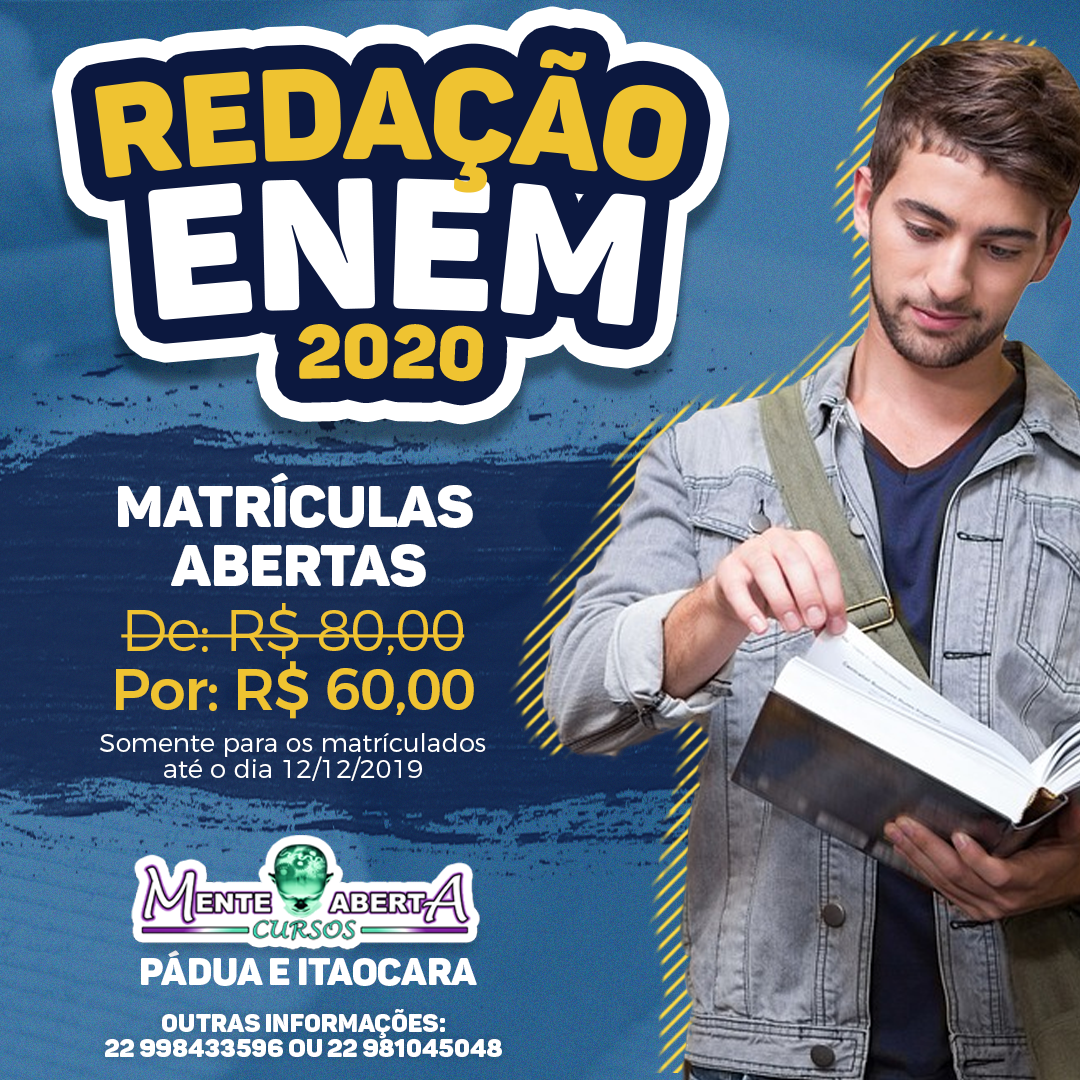 REDAÇÃO
ENEM
2020
MATRÍCULAS
ABERTAS
De: R$ 80,00
Por: R$ 60,00
Somente para os matrículados
até o dia 12/12/2019
MENTE ABERTA
CURSOS
PÁDUA E ITAOCARA
OUTRAS INFORMAÇÕES:
22 998433596 OU 22 981045048